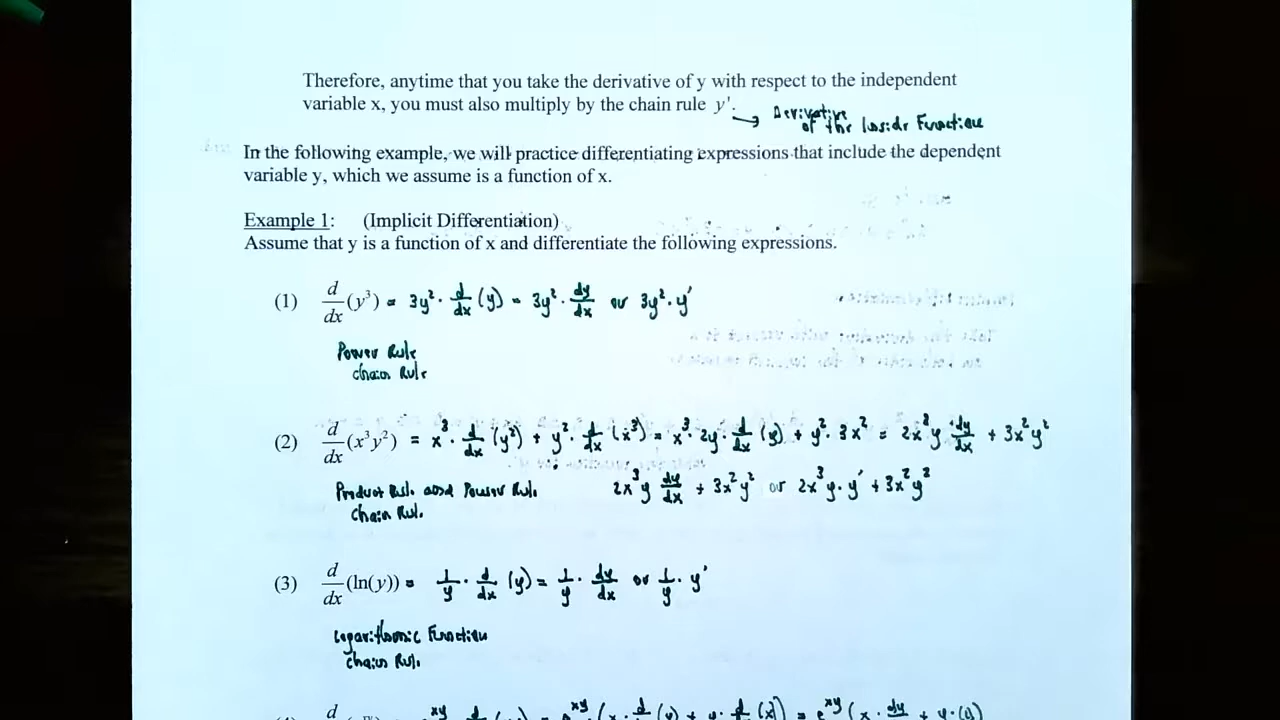 Therefore, anytime that you take the derivative of y with respect to the independent
variable x, you must also multiply by the chain rule y'. → Derivative of the Inside Function
In the following example, we will practice differentiating expressions that include the dependent
variable y, which we assume is a function of x.
Example 1: (Implicit Differentiation)
Assume that y is a function of x and differentiate the following expressions.
(1) d/dx (y³) = 3y² · d/dx (y) = 3y² · dy/dx or 3y² · y'
Power Rule
Chain Rule
(2) d/dx (x³y²) = x³ · d/dx (y²) + y² · d/dx (x³) = x³ · 2y · d/dx (y) + y² · 3x² = 2x³y dy/dx + 3x²y²
Product Rule and Power Rule 2x³y dy/dx + 3x²y² or 2x³y · y' + 3x²y²
Chain Rule
(3) d/dx (ln(y)) = 1/y · d/dx (y) = 1/y · dy/dx or 1/y · y'
Logarithmic Function
Chain Rule